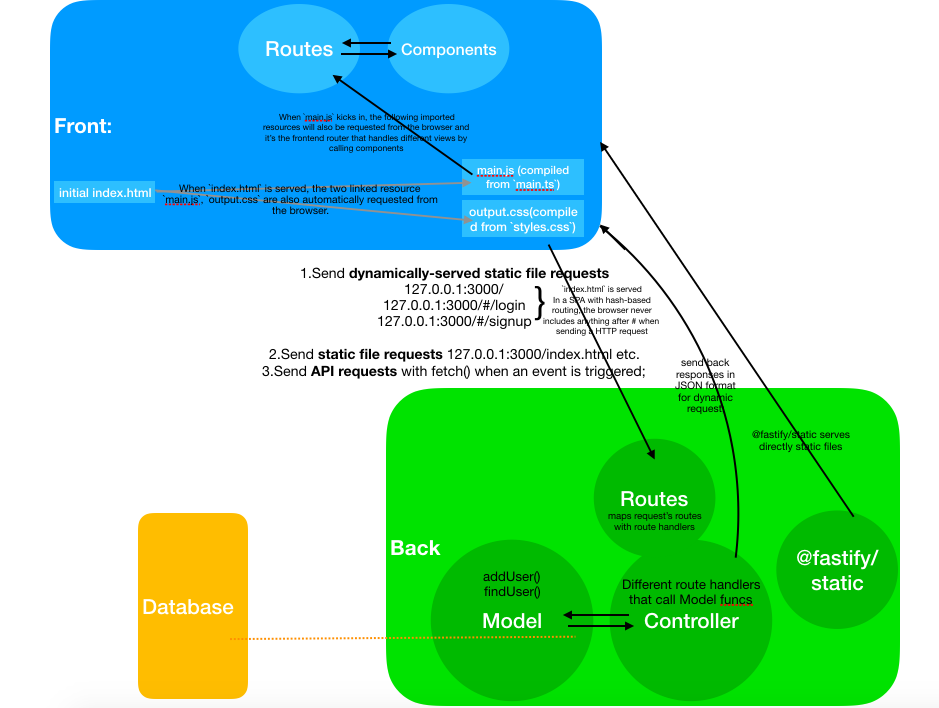 Routes
Components
When `main.js` kicks in, the following imported
resources will also be requested from the browser and
it's the frontend router that handles different views by
calling components
Front:
main.js (compiled
from `main.ts`)
initial index.html
When `index.html` is served, the two linked resource
`main.js`, `output.css` are also automatically requested from
the browser.
output.css(compile
d from `styles.css`)
1.Send dynamically-served static file requests
127.0.0.1:3000/
127.0.0.1:3000/#/login
127.0.0.1:3000/#/signup
}
`index.html` is served
In a SPA with hash-based
routing, the browser never
includes anything after # when
sending a HTTP request
2.Send static file requests 127.0.0.1:3000/index.html etc.
3.Send API requests with fetch() when an event is triggered;
send back
responses in
JSON format
for dynamic
request
@fastify/static serves
directly static files
Routes
maps request's routes
with route handlers
Back
@fastify/
static
addUser()
findUser()
Model
Different route handlers
that call Model funcs
Controller
Database